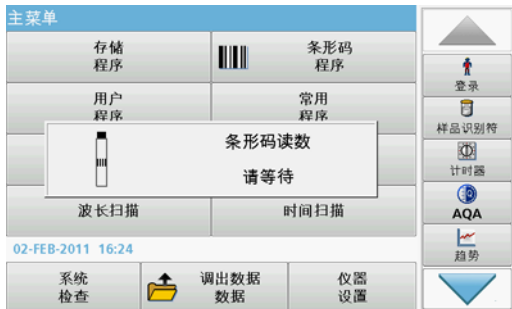 主菜单
存储
程序
条形码
程序
用户
程序
常用
程序
条形码读数
请等待
波长扫描
时间扫描
02-FEB-2011 16:24
系统
检查
调出数据
数据
仪器
设置
登录
样品识别符
计时器
AQA
趋势